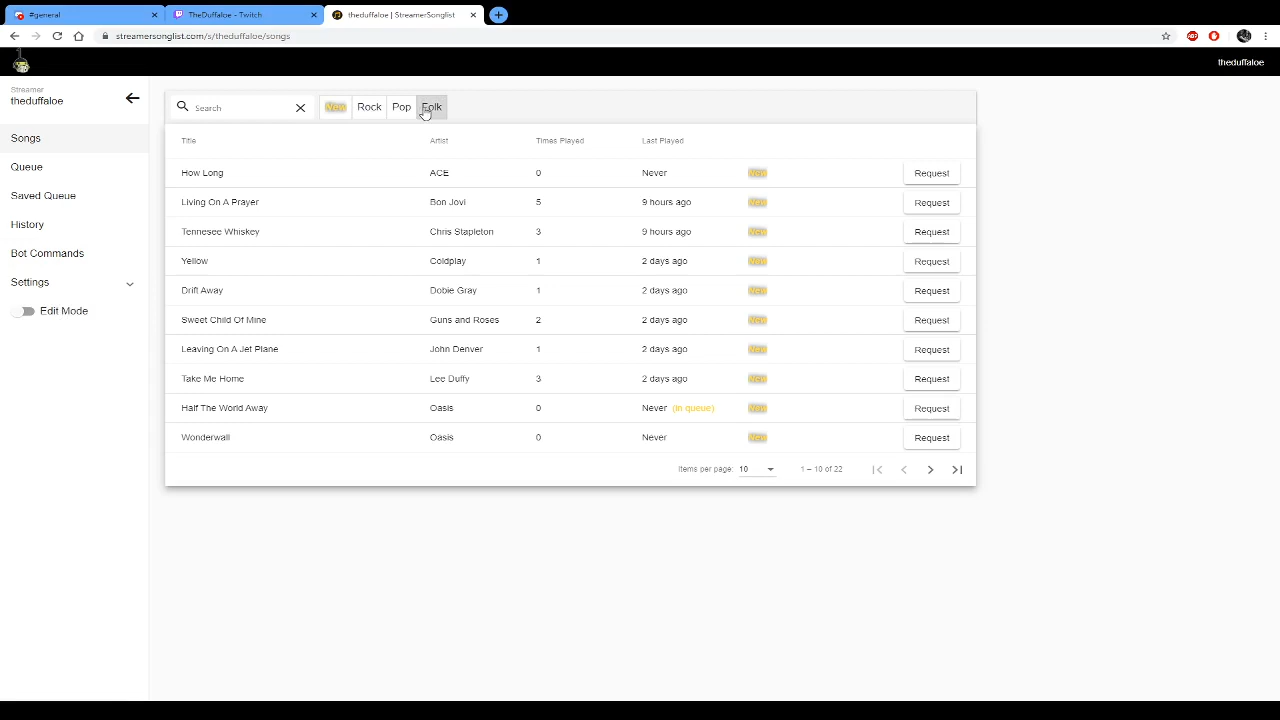 #general
TheDuffaloe - Twitch
theduffaloe | StreamerSonglist
streamersonglist.com/s/theduffaloe/songs
theduffaloe
Streamer
theduffaloe
Songs
Queue
Saved Queue
History
Bot Commands
Settings
Edit Mode
Search New Rock Pop Folk
Title Artist Times Played Last Played
How Long ACE 0 Never New Request
Living On A Prayer Bon Jovi 5 9 hours ago New Request
Tennesee Whiskey Chris Stapleton 3 9 hours ago New Request
Yellow Coldplay 1 2 days ago New Request
Drift Away Dobie Gray 1 2 days ago New Request
Sweet Child Of Mine Guns and Roses 2 2 days ago New Request
Leaving On A Jet Plane John Denver 1 2 days ago New Request
Take Me Home Lee Duffy 3 2 days ago New Request
Half The World Away Oasis 0 Never (in queue) New Request
Wonderwall Oasis 0 Never New Request
Items per page: 10 1 – 10 of 22